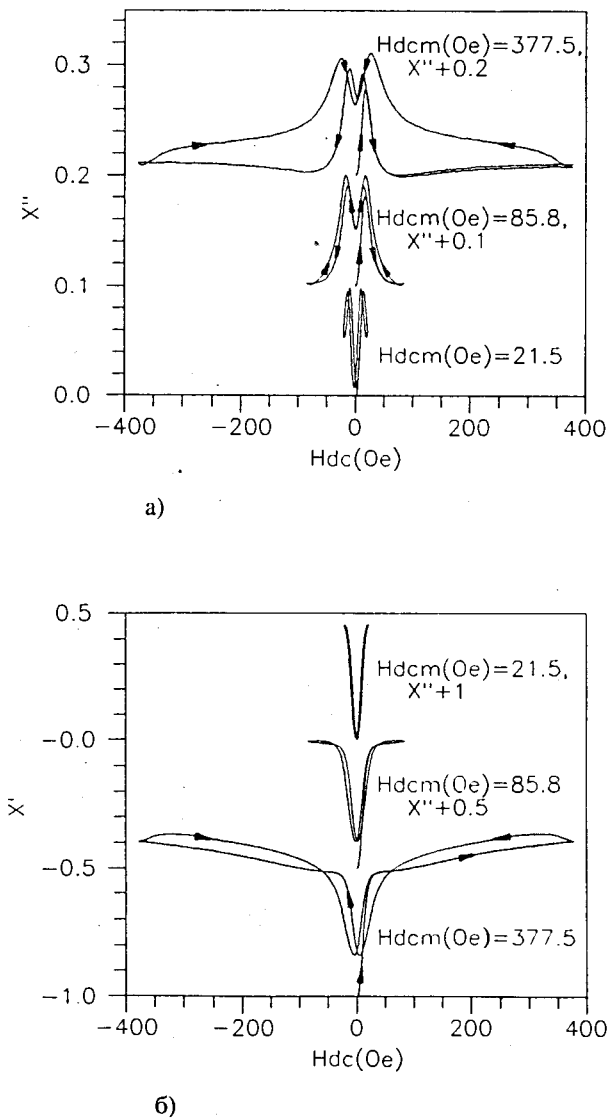 0.3
0.2
0.1
0.0
X"
Hdcm(Oe)=377.5,
X"+0.2
Hdcm(Oe)=85.8,
X"+0.1
Hdcm(Oe)=21.5
−400
−200
0
200
400
Hdc(Oe)
а)
0.5
−0.0
−0.5
−1.0
X'
Hdcm(Oe)=21.5,
X"+1
Hdcm(Oe)=85.8
X"+0.5
Hdcm(Oe)=377.5
−400
−200
0
200
400
Hdc(Oe)
б)